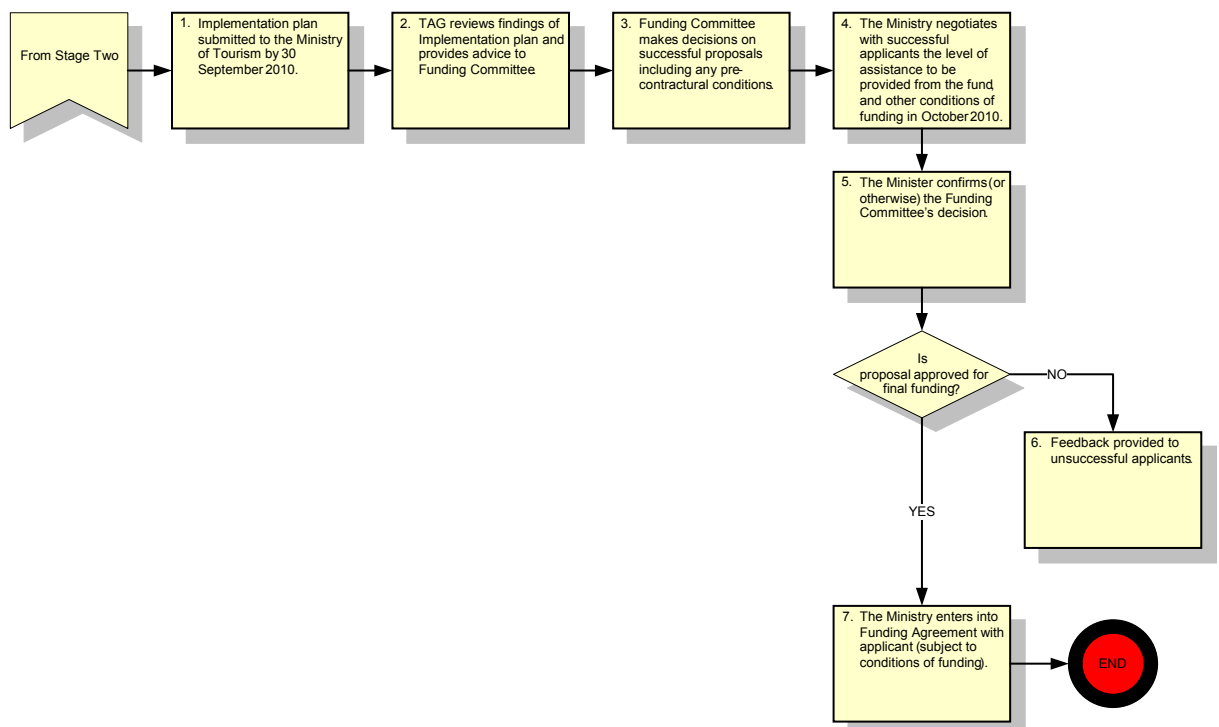 From Stage Two
1. Implementation plan
submitted to the Ministry
of Tourism by 30
September 2010.
2. TAG reviews findings of
Implementation plan and
provides advice to
Funding Committee.
3. Funding Committee
makes decisions on
successful proposals
including any pre-
contractural conditions.
4. The Ministry negotiates
with successful
applicants the level of
assistance to be
provided from the fund,
and other conditions of
funding in October 2010.
5. The Minister confirms (or
otherwise) the Funding
Committee's decision.
Is
proposal approved for
final funding?
NO
6. Feedback provided to
unsuccessful applicants.
YES
7. The Ministry enters into
Funding Agreement with
applicant (subject to
conditions of funding).
END